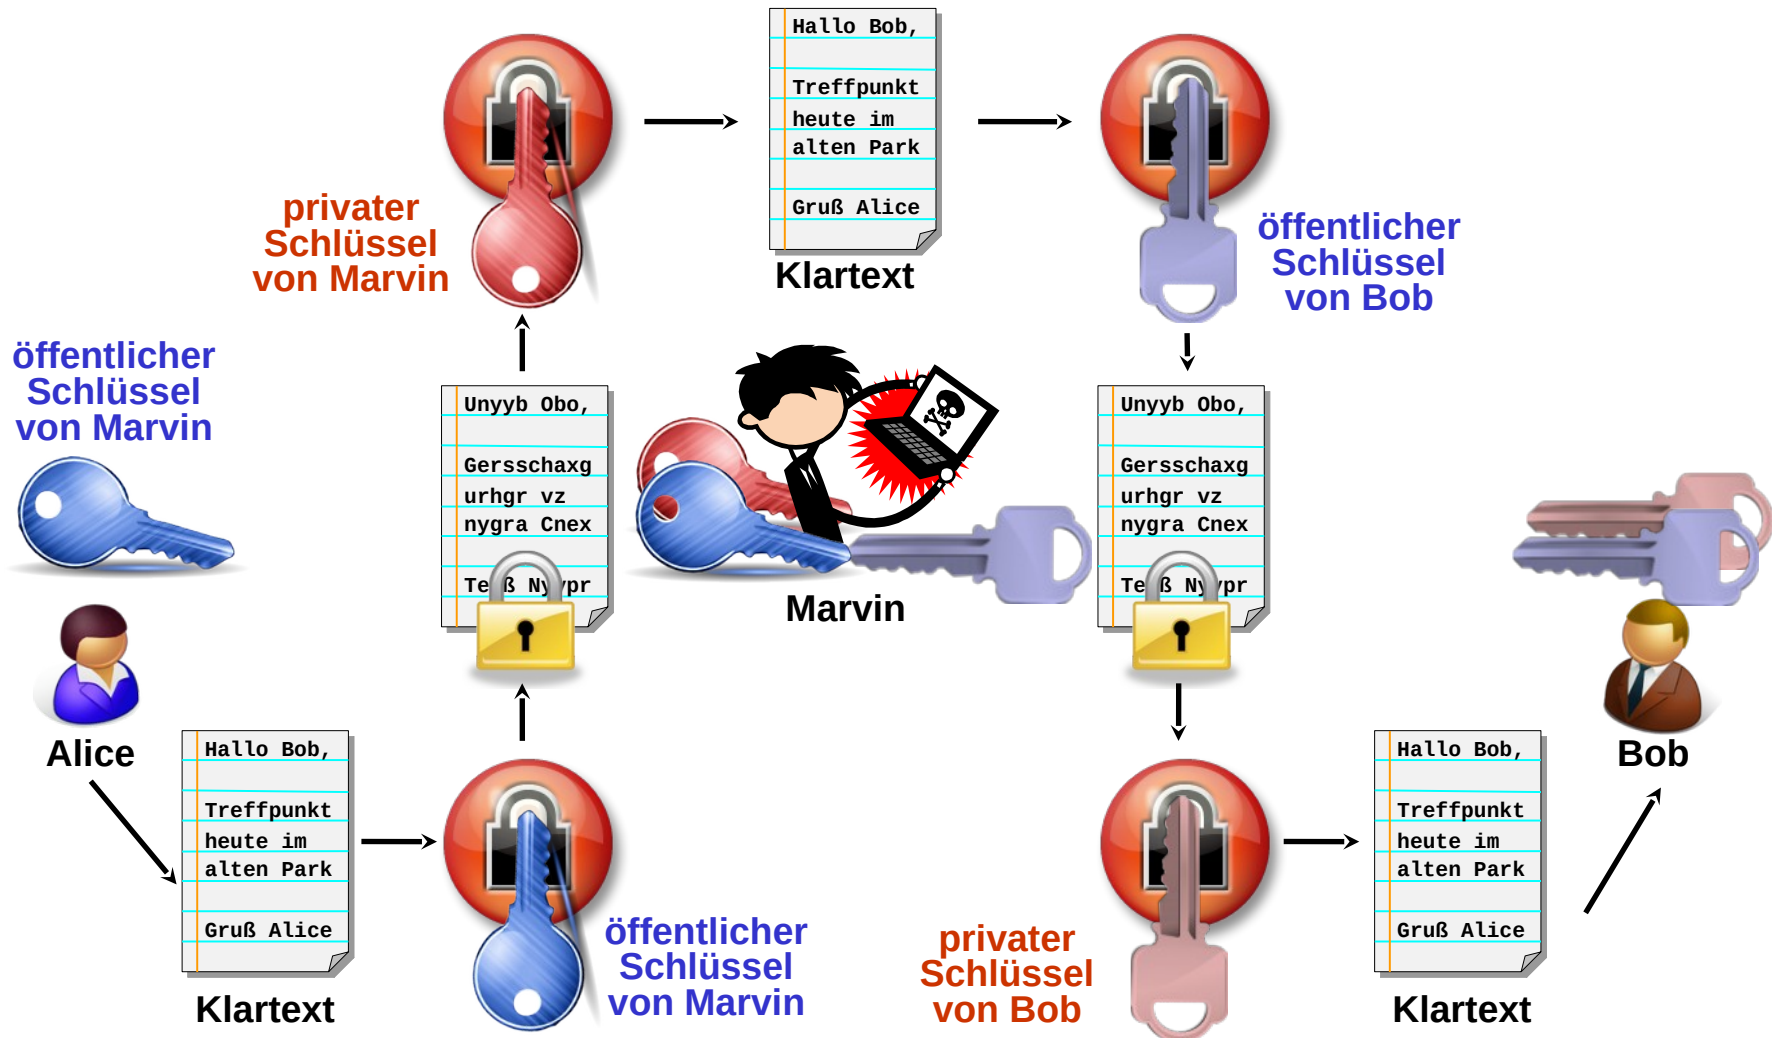 Hallo Bob,
Treffpunkt
heute im
alten Park
Gruß Alice
Klartext
privater
Schlüssel
von Marvin
öffentlicher
Schlüssel
von Bob
öffentlicher
Schlüssel
von Marvin
Unyyb Obo,
Gersschaxg
urhgr vz
nygra Cnex
Marvin
Unyyb Obo,
Gersschaxg
urhgr vz
nygra Cnex
Alice
Hallo Bob,
Treffpunkt
heute im
alten Park
Gruß Alice
Klartext
öffentlicher
Schlüssel
von Marvin
privater
Schlüssel
von Bob
Hallo Bob,
Treffpunkt
heute im
alten Park
Gruß Alice
Klartext
Bob